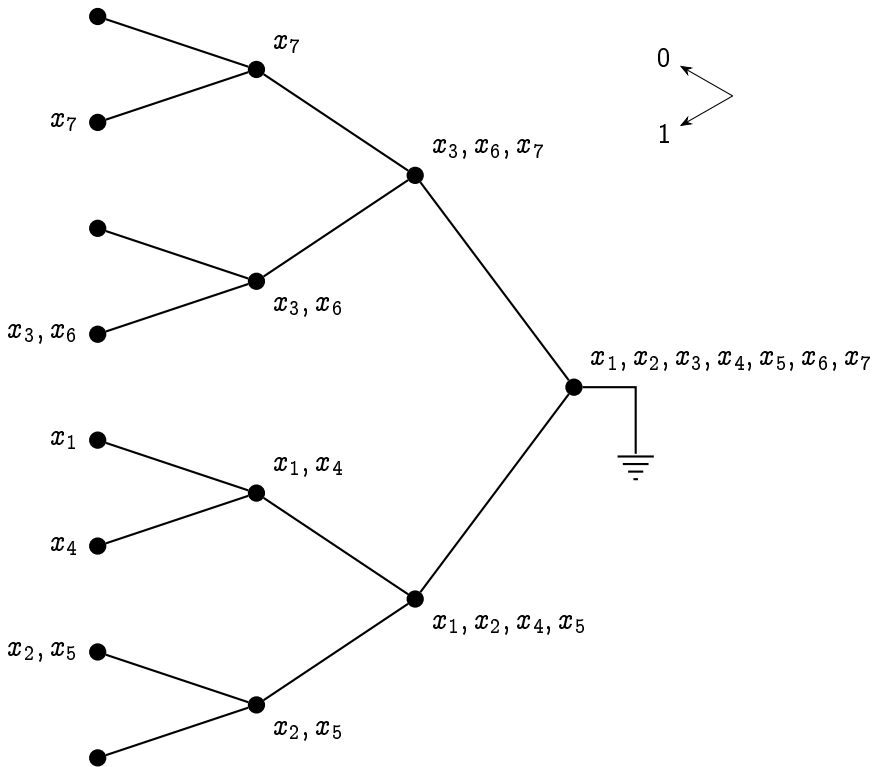 x₇
0
x₇
1
x₃, x₆, x₇
x₃, x₆
x₃, x₆
x₁, x₂, x₃, x₄, x₅, x₆, x₇
x₁
x₁, x₄
x₄
x₁, x₂, x₄, x₅
x₂, x₅
x₂, x₅